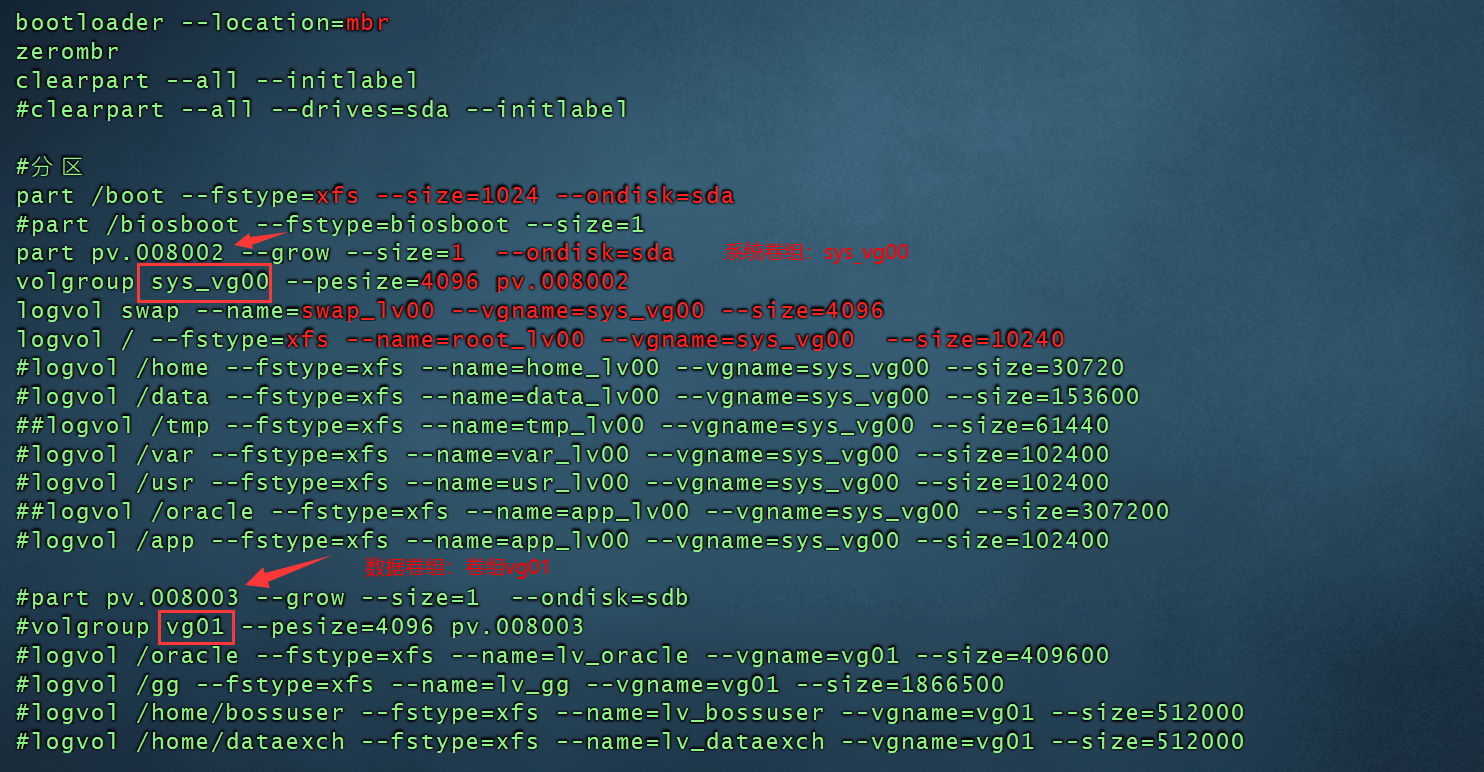 bootloader --location=mbr
zerombr
clearpart --all --initlabel
#clearpart --all --drives=sda --initlabel
#分区
part /boot --fstype=xfs --size=1024 --ondisk=sda
#part /biosboot --fstype=biosboot --size=1
part pv.008002 --grow --size=1  --ondisk=sda 系统卷组：sys_vg00
volgroup sys_vg00 --pesize=4096 pv.008002
logvol swap --name=swap_lv00 --vgname=sys_vg00 --size=4096
logvol / --fstype=xfs --name=root_lv00 --vgname=sys_vg00  --size=10240
#logvol /home --fstype=xfs --name=home_lv00 --vgname=sys_vg00 --size=30720
#logvol /data --fstype=xfs --name=data_lv00 --vgname=sys_vg00 --size=153600
##logvol /tmp --fstype=xfs --name=tmp_lv00 --vgname=sys_vg00 --size=61440
#logvol /var --fstype=xfs --name=var_lv00 --vgname=sys_vg00 --size=102400
#logvol /usr --fstype=xfs --name=usr_lv00 --vgname=sys_vg00 --size=102400
##logvol /oracle --fstype=xfs --name=app_lv00 --vgname=sys_vg00 --size=307200
#logvol /app --fstype=xfs --name=app_lv00 --vgname=sys_vg00 --size=102400
数据卷组：卷组vg01
#part pv.008003 --grow --size=1  --ondisk=sdb
#volgroup vg01 --pesize=4096 pv.008003
#logvol /oracle --fstype=xfs --name=lv_oracle --vgname=vg01 --size=409600
#logvol /gg --fstype=xfs --name=lv_gg --vgname=vg01 --size=1866500
#logvol /home/bossuser --fstype=xfs --name=lv_bossuser --vgname=vg01 --size=512000
#logvol /home/dataexch --fstype=xfs --name=lv_dataexch --vgname=vg01 --size=512000